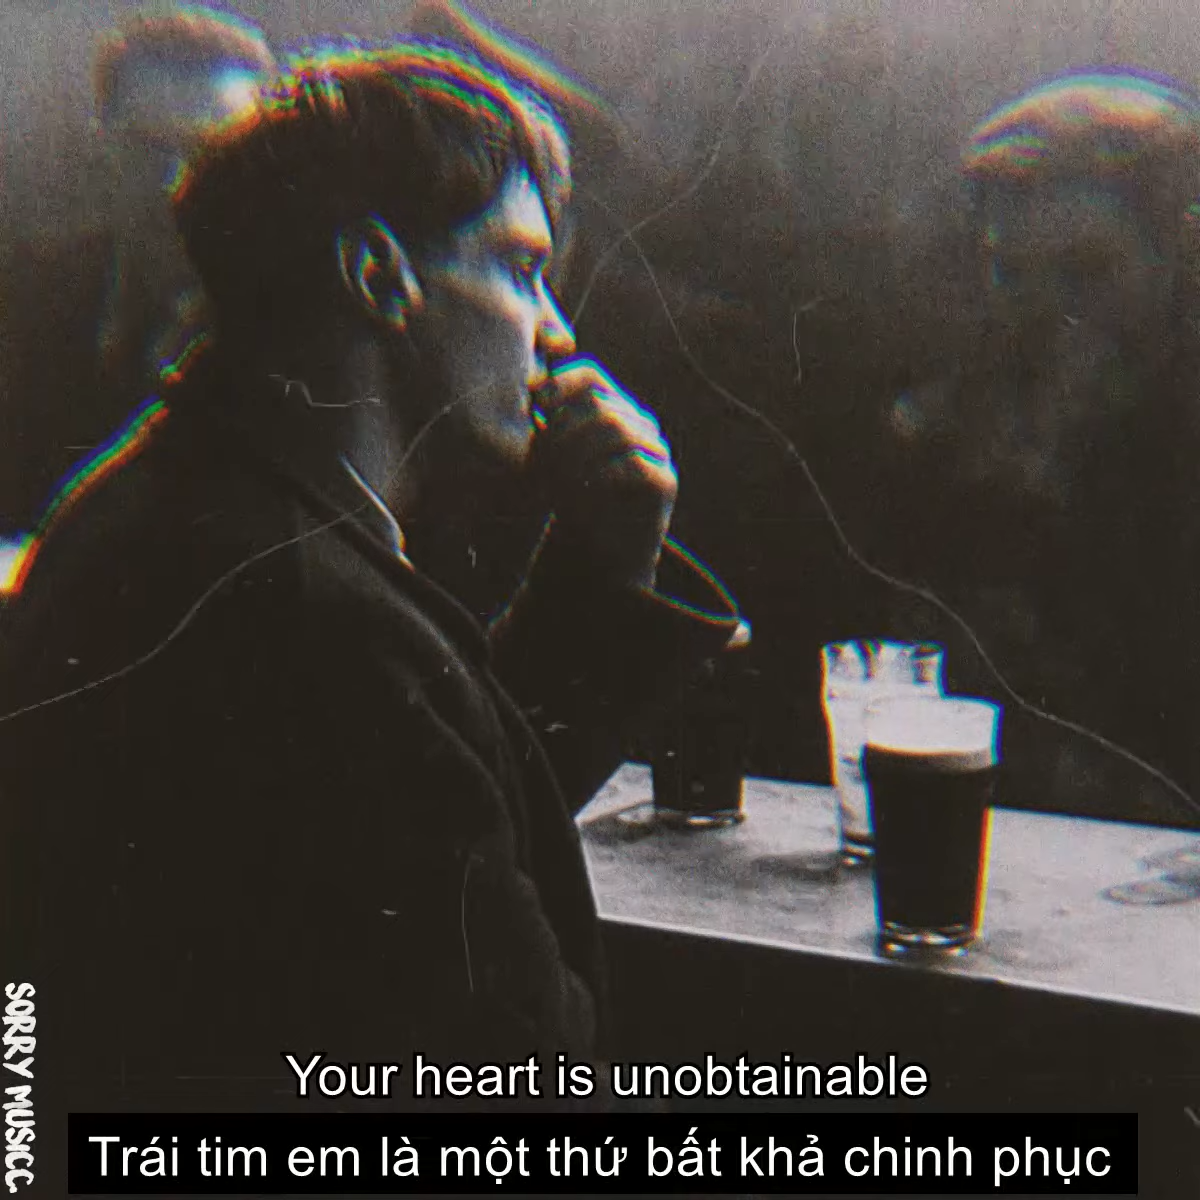 SORRY MUSICC.
Your heart is unobtainable
Trái tim em là một thứ bất khả chinh phục